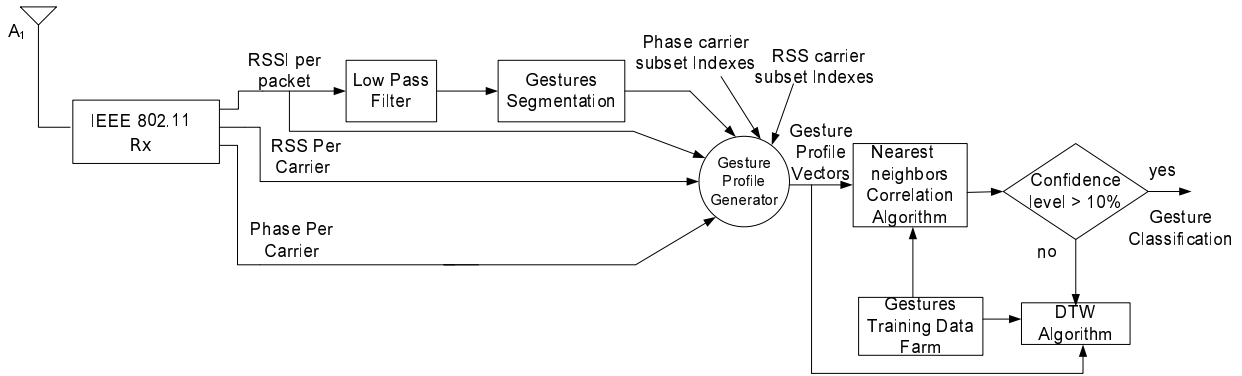 A1
IEEE 802.11
Rx
RSSI per
packet
Low Pass
Filter
Gestures
Segmentation
Phase carrier
subset Indexes
RSS carrier
subset Indexes
RSS Per
Carrier
Phase Per
Carrier
Gesture
Profile
Generator
Gesture
Profile
Vectors
Nearest
neighbors
Correlation
Algorithm
Confidence
level > 10%
yes
Gesture
Classification
no
Gestures
Training Data
Farm
DTW
Algorithm